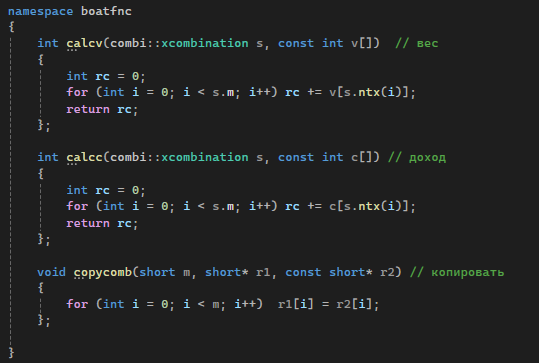 namespace boatfnc
{
int calcv(combi::xcombination s, const int v[])  // вес
{
int rc = 0;
for (int i = 0; i < s.m; i++) rc += v[s.ntx(i)];
return rc;
};
int calcc(combi::xcombination s, const int c[]) // доход
{
int rc = 0;
for (int i = 0; i < s.m; i++) rc += c[s.ntx(i)];
return rc;
};
void copycomb(short m, short* r1, const short* r2) // копировать
{
for (int i = 0; i < m; i++)  r1[i] = r2[i];
};
}